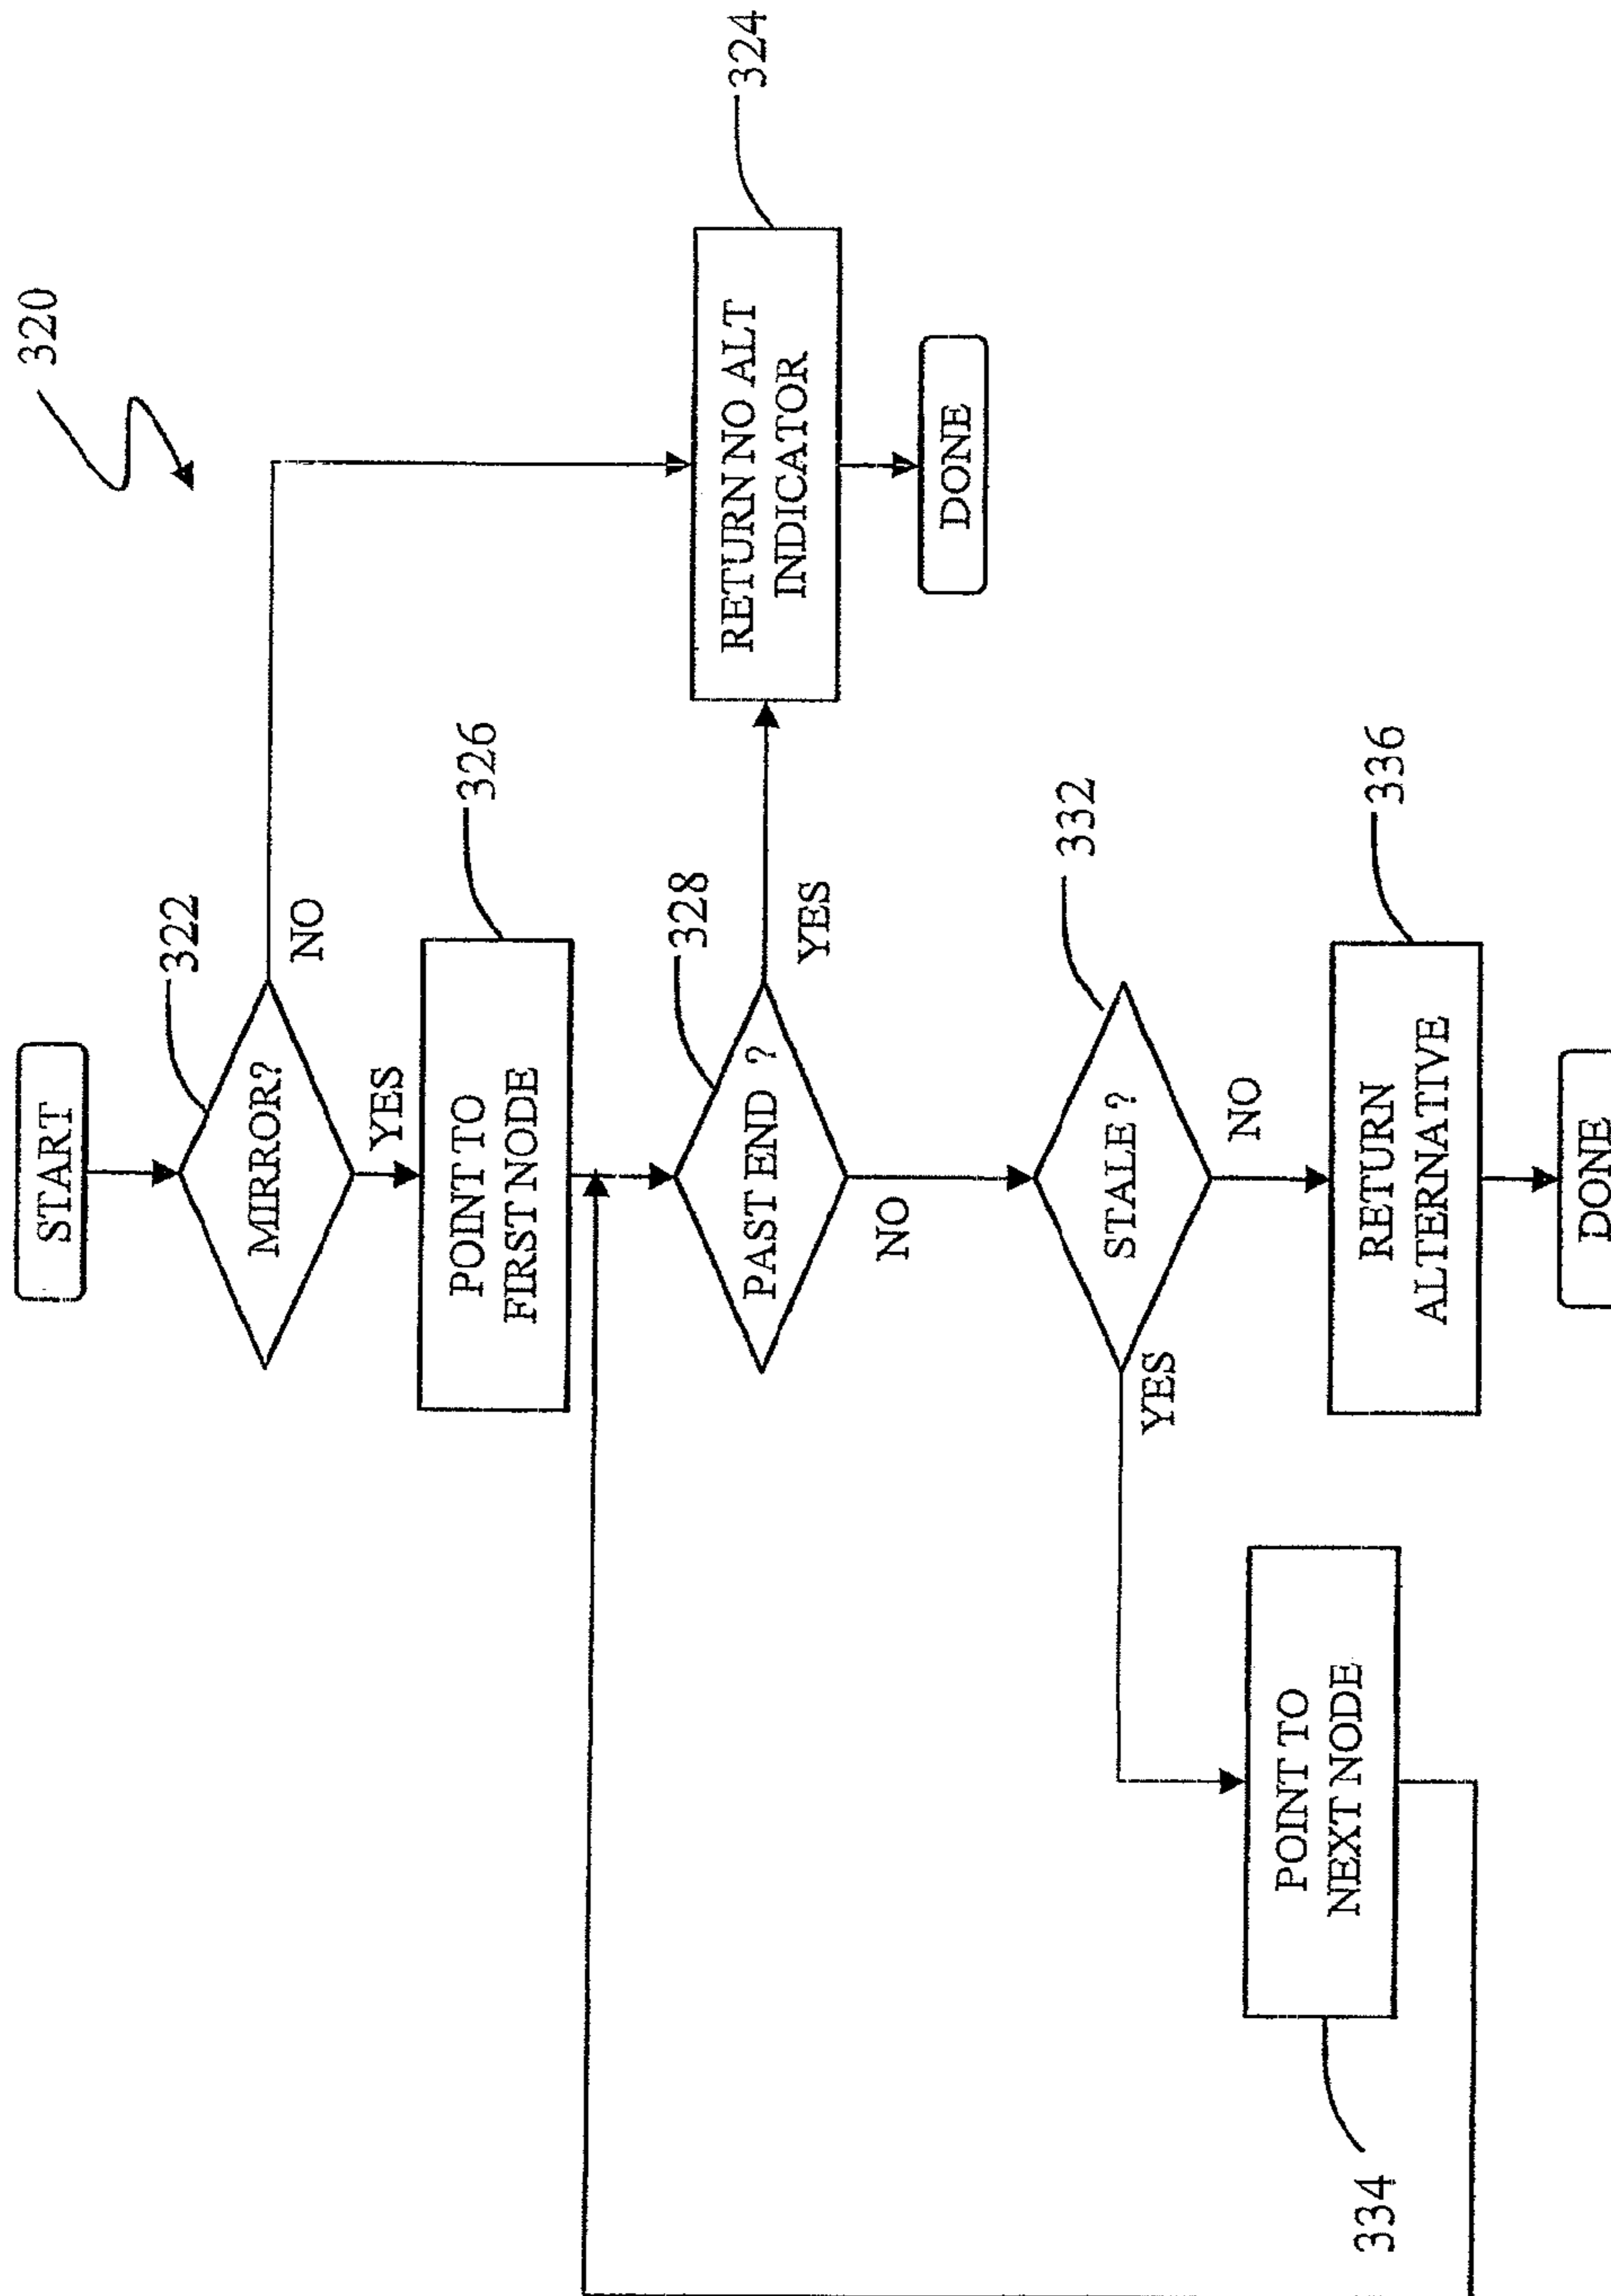 320
START
322
MIRROR?
NO
YES
POINT TO
FIRST NODE
326
328
PAST END ?
YES
RETURN NO ALT
INDICATOR
324
DONE
NO
332
STALE ?
YES
NO
POINT TO
NEXT NODE
334
RETURN
ALTERNATIVE
336
DONE